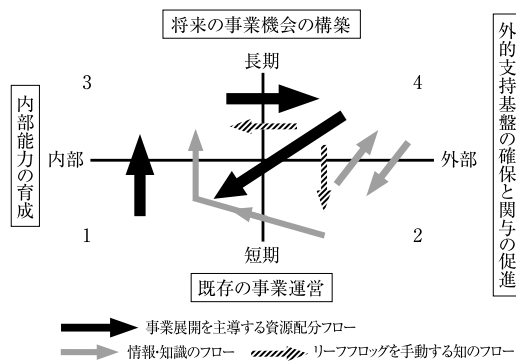 将来の事業機会の構築
長期
3
4
内部能力の育成
外的支持基盤の確保と関与の促進
内部
外部
1
2
短期
既存の事業運営
事業展開を主導する資源配分フロー
情報・知識のフロー
リーフフロッグを手動する知のフロー